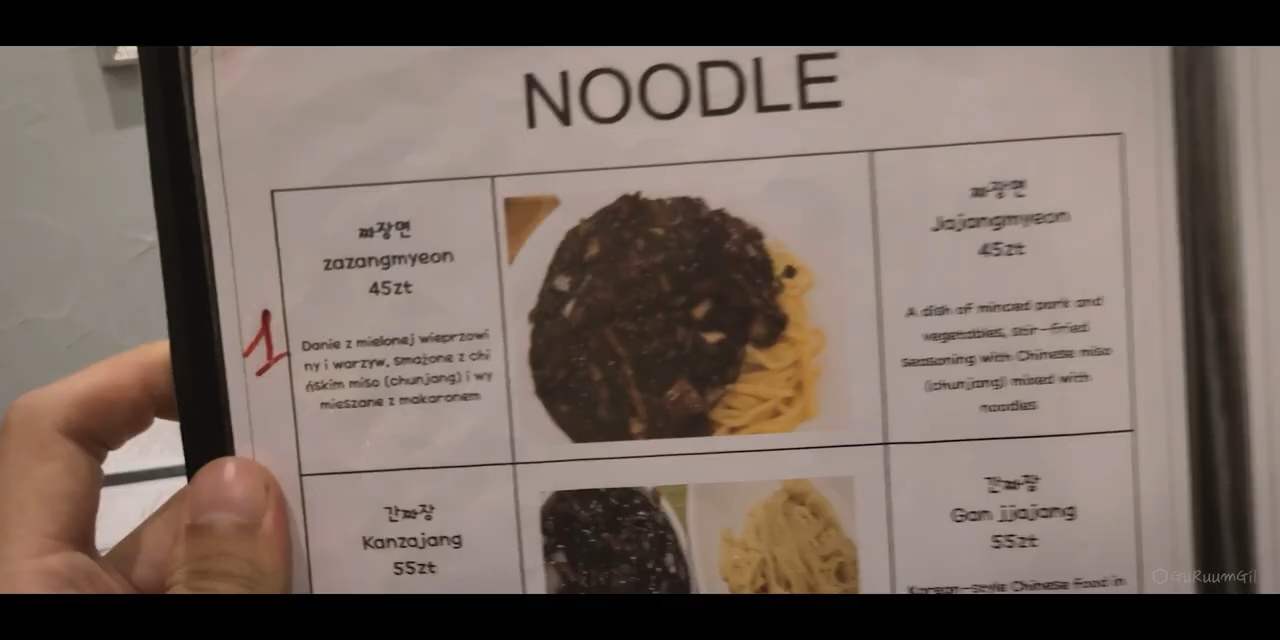 NOODLE
짜장면
zazangmyeon
45zł
Danie z mielonej wieprzowi
ny i warzyw, smażone z chi
ńskim miso (chunjang) i wy
mieszane z makaronem
짜장면
Jajangmyeon
45zł
A dish of minced pork and
vegetables, stir-fried
seasoning with Chinese miso
(chunjang) mixed with
noodles
1
간짜장
Kanzajang
55zł
간짜장
Gan jjajang
55zł
Korean-style Chinese food in
GuRuumGil